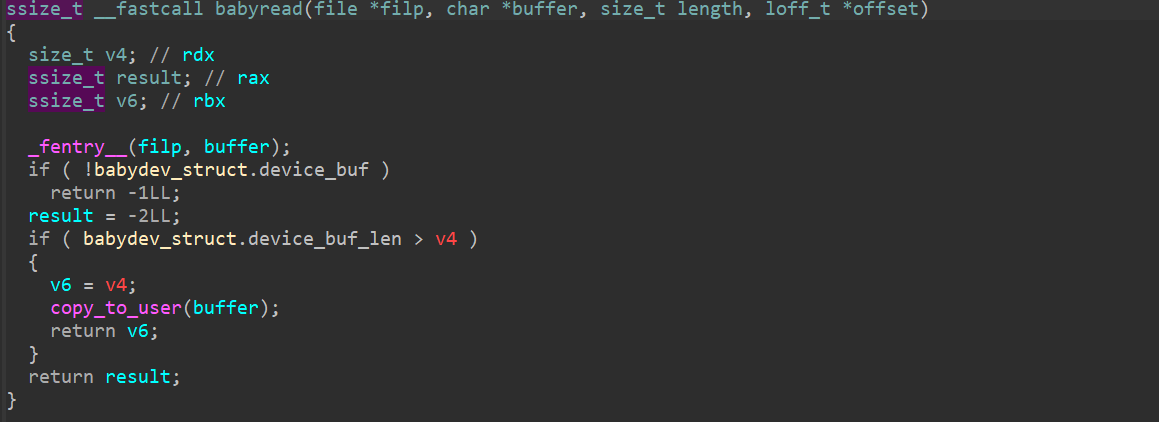 ssize_t __fastcall babyread(file *filp, char *buffer, size_t length, loff_t *offset)
{
  size_t v4; // rdx
  ssize_t result; // rax
  ssize_t v6; // rbx

  _fentry__(filp, buffer);
  if ( !babydev_struct.device_buf )
    return -1LL;
  result = -2LL;
  if ( babydev_struct.device_buf_len > v4 )
  {
    v6 = v4;
    copy_to_user(buffer);
    return v6;
  }
  return result;
}